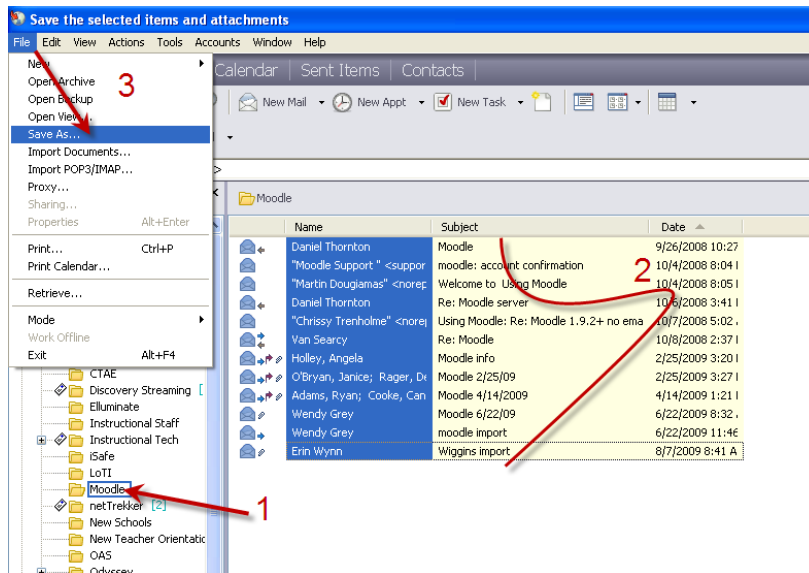 Save the selected items and attachments
File Edit View Actions Tools Accounts Window Help
Calendar Sent Items Contacts
New Mail New Appt New Task
New
Open Archive
Open Backup
Open View...
Save As...
Import Documents...
Import POP3/IMAP...
Proxy...
Sharing...
Properties Alt+Enter
Print... Ctrl+P
Print Calendar...
Retrieve...
Mode
Work Offline
Exit Alt+F4
3
>
Moodle
Name Subject Date
Daniel Thornton Moodle 9/26/2008 10:27
"Moodle Support " <suppor moodle: account confirmation 10/4/2008 8:04
"Martin Dougiamas" <norep Welcome to Using Moodle 10/4/2008 8:05
Daniel Thornton Re: Moodle server 10/6/2008 3:41
"Chrissy Trenholme" <norep Using Moodle: Re: Moodle 1.9.2+ no ema 10/7/2008 5:02
Van Searcy Re: Moodle 10/8/2008 2:37
Holley, Angela Moodle info 2/25/2009 3:20
O'Bryan, Janice; Rager, De Moodle 2/25/09 2/25/2009 3:27
Adams, Ryan; Cooke, Can Moodle 4/14/2009 4/14/2009 1:21
Wendy Grey Moodle 6/22/09 6/22/2009 8:32
Wendy Grey moodle import 6/22/2009 11:46
Erin Wynn Wiggins import 8/7/2009 8:41 A
2
CTAE
Discovery Streaming [
Elluminate
Instructional Staff
Instructional Tech
iSafe
LoTI
Moodle
netTrekker [2]
New Schools
New Teacher Orientatic
OAS
Odyssey
1